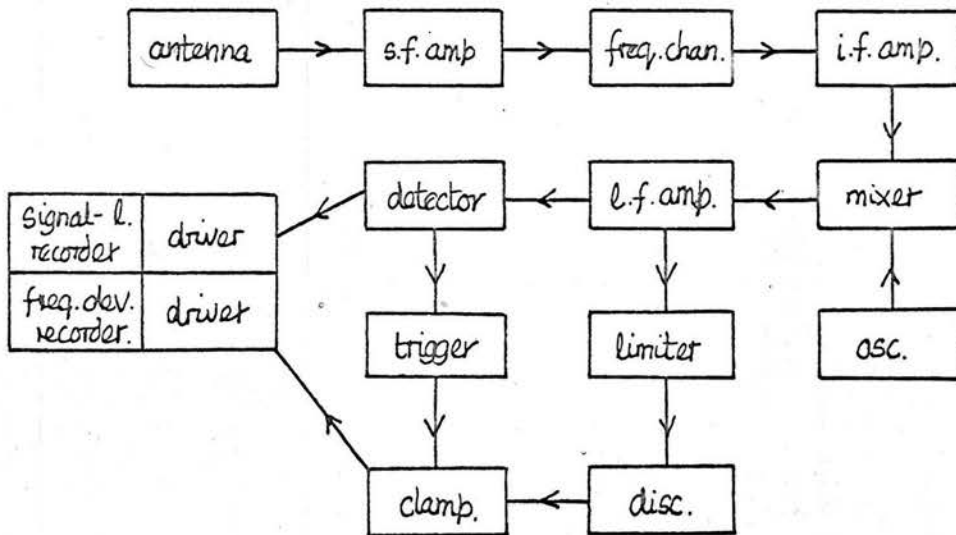 antenna
s.f. amp
freq. chan.
i.f. amp.
signal-l.
recorder
driver
detector
l.f. amp.
mixer
freq. dev.
recorder.
driver
trigger
limiter
osc.
clamp.
disc.